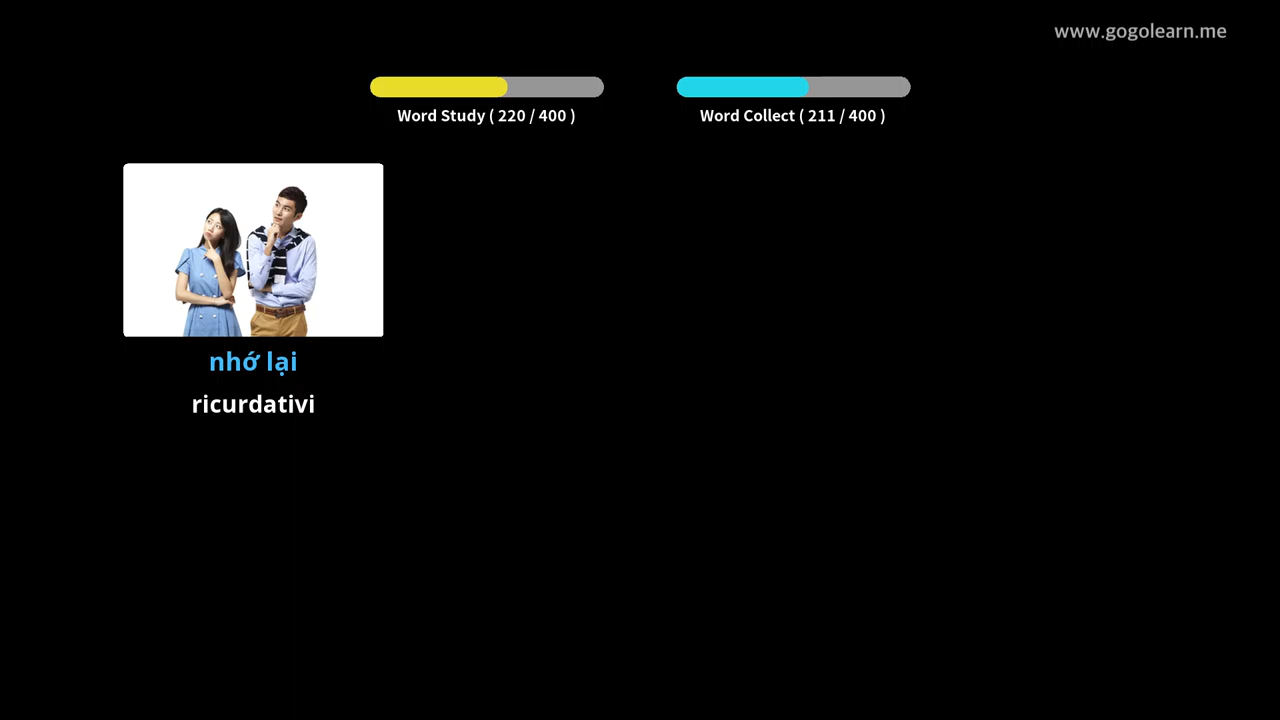 www.gogolearn.me
Word Study ( 220 / 400 )
Word Collect ( 211 / 400 )
nhớ lại
ricurdativi